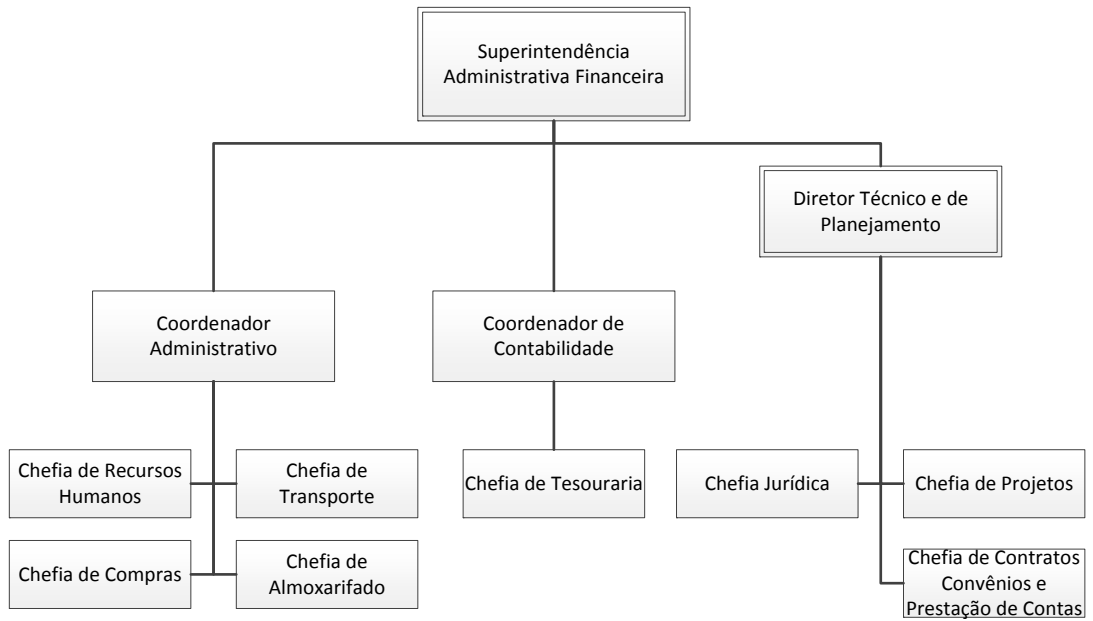 Superintendência
Administrativa Financeira
Diretor Técnico e de
Planejamento
Coordenador
Administrativo
Coordenador de
Contabilidade
Chefia de Recursos
Humanos
Chefia de
Transporte
Chefia de Tesouraria
Chefia Jurídica
Chefia de Projetos
Chefia de Compras
Chefia de
Almoxarifado
Chefia de Contratos
Convênios e
Prestação de Contas